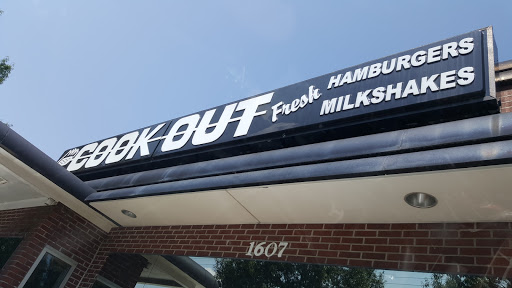 COOK OUT Fresh HAMBURGERS
MILKSHAKES
1607